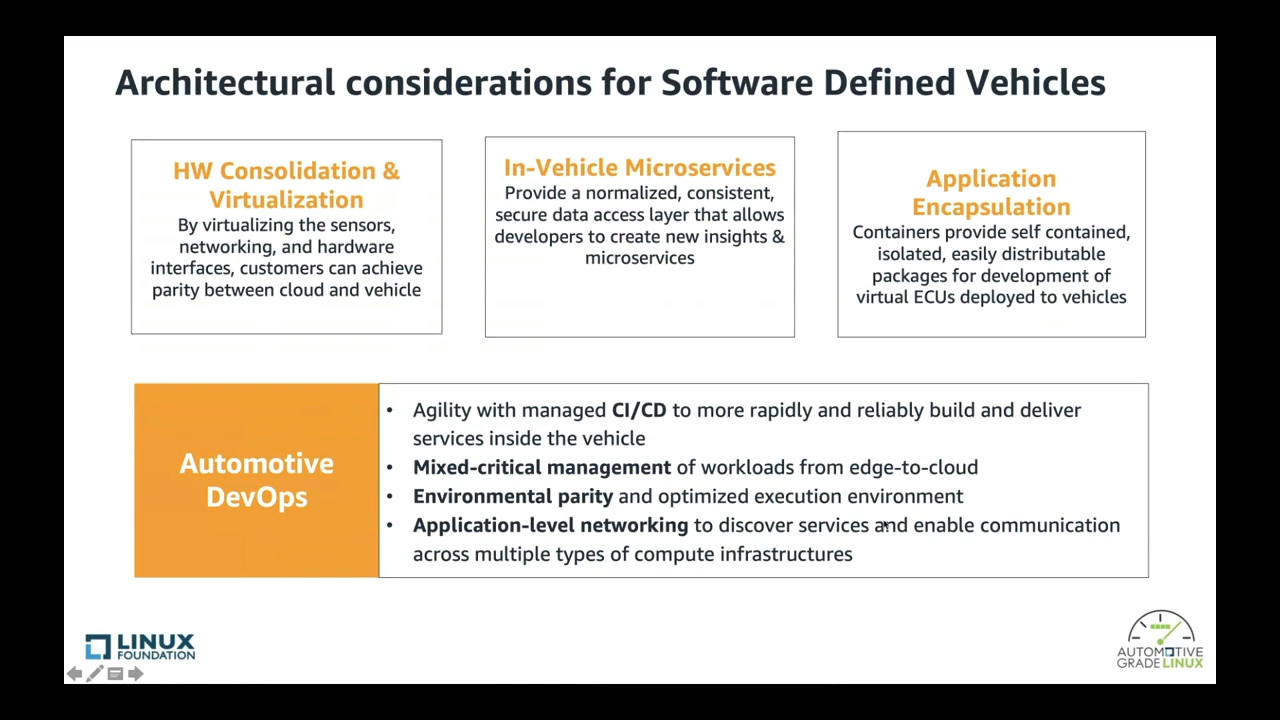 Architectural considerations for Software Defined Vehicles
HW Consolidation &
Virtualization
By virtualizing the sensors,
networking, and hardware
interfaces, customers can achieve
parity between cloud and vehicle
In-Vehicle Microservices
Provide a normalized, consistent,
secure data access layer that allows
developers to create new insights &
microservices
Application
Encapsulation
Containers provide self contained,
isolated, easily distributable
packages for development of
virtual ECUs deployed to vehicles
Automotive
DevOps
• Agility with managed CI/CD to more rapidly and reliably build and deliver
services inside the vehicle
• Mixed-critical management of workloads from edge-to-cloud
• Environmental parity and optimized execution environment
• Application-level networking to discover services and enable communication
across multiple types of compute infrastructures
LINUX
FOUNDATION
AUTOMOTIVE
GRADE LINUX